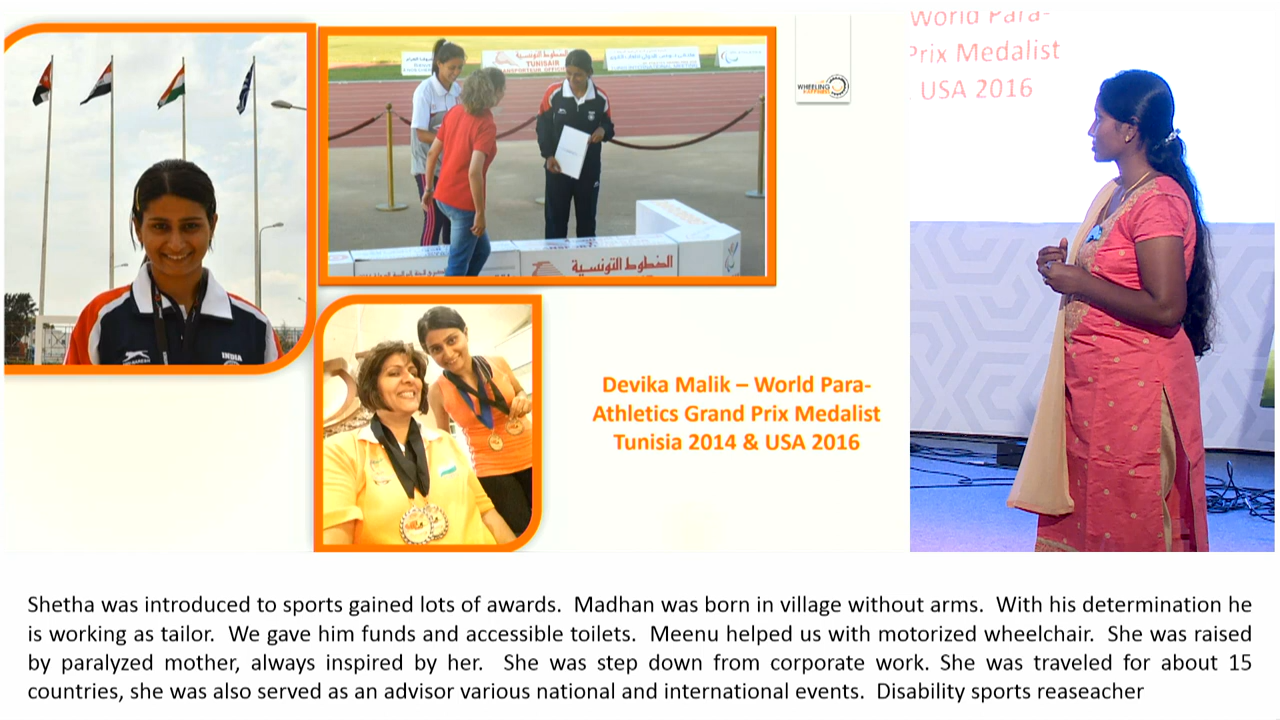 World Para-
Prix Medalist
USA 2016
WHEELING
INDIA
TUNISAIR
الخطوط التونسية
Devika Malik – World Para-
Athletics Grand Prix Medalist
Tunisia 2014 & USA 2016
Shetha was introduced to sports gained lots of awards. Madhan was born in village without arms. With his determination he
is working as tailor. We gave him funds and accessible toilets. Meenu helped us with motorized wheelchair. She was raised
by paralyzed mother, always inspired by her. She was step down from corporate work. She was traveled for about 15
countries, she was also served as an advisor various national and international events. Disability sports reaseacher